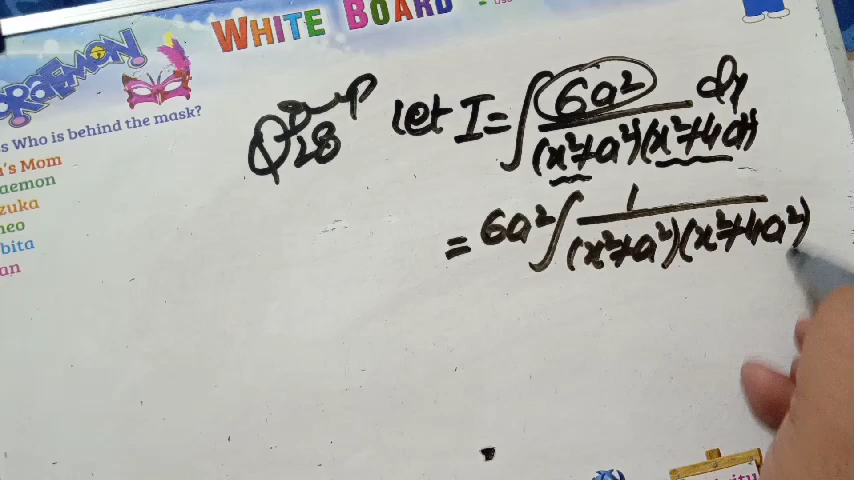 WHITE BOARD
DORAEMON
s Who is behind the mask?
's Mom
aemon
zuka
neo
bita
an
Q28 let I = ∫ 6a² / (x²+a²)(x²+4a²) dx
= 6a² ∫ 1 / (x²+a²)(x²+4a²)